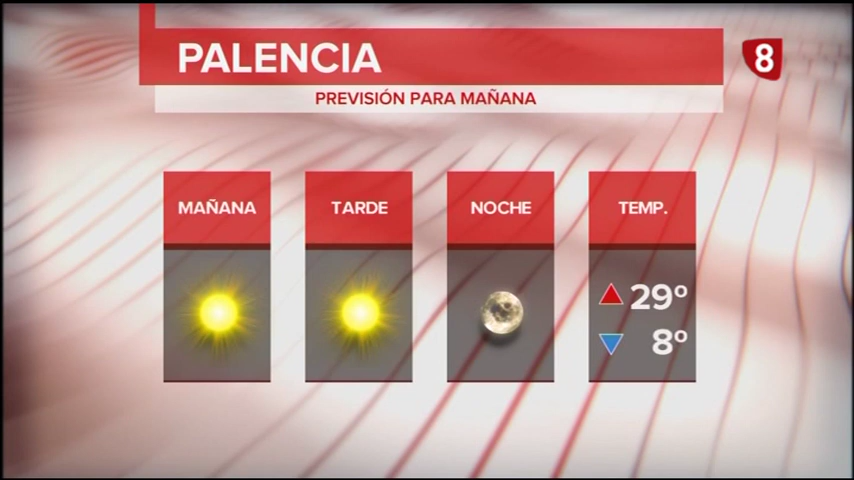 PALENCIA
8
PREVISIÓN PARA MAÑANA
MAÑANA
TARDE
NOCHE
TEMP.
29º
8º